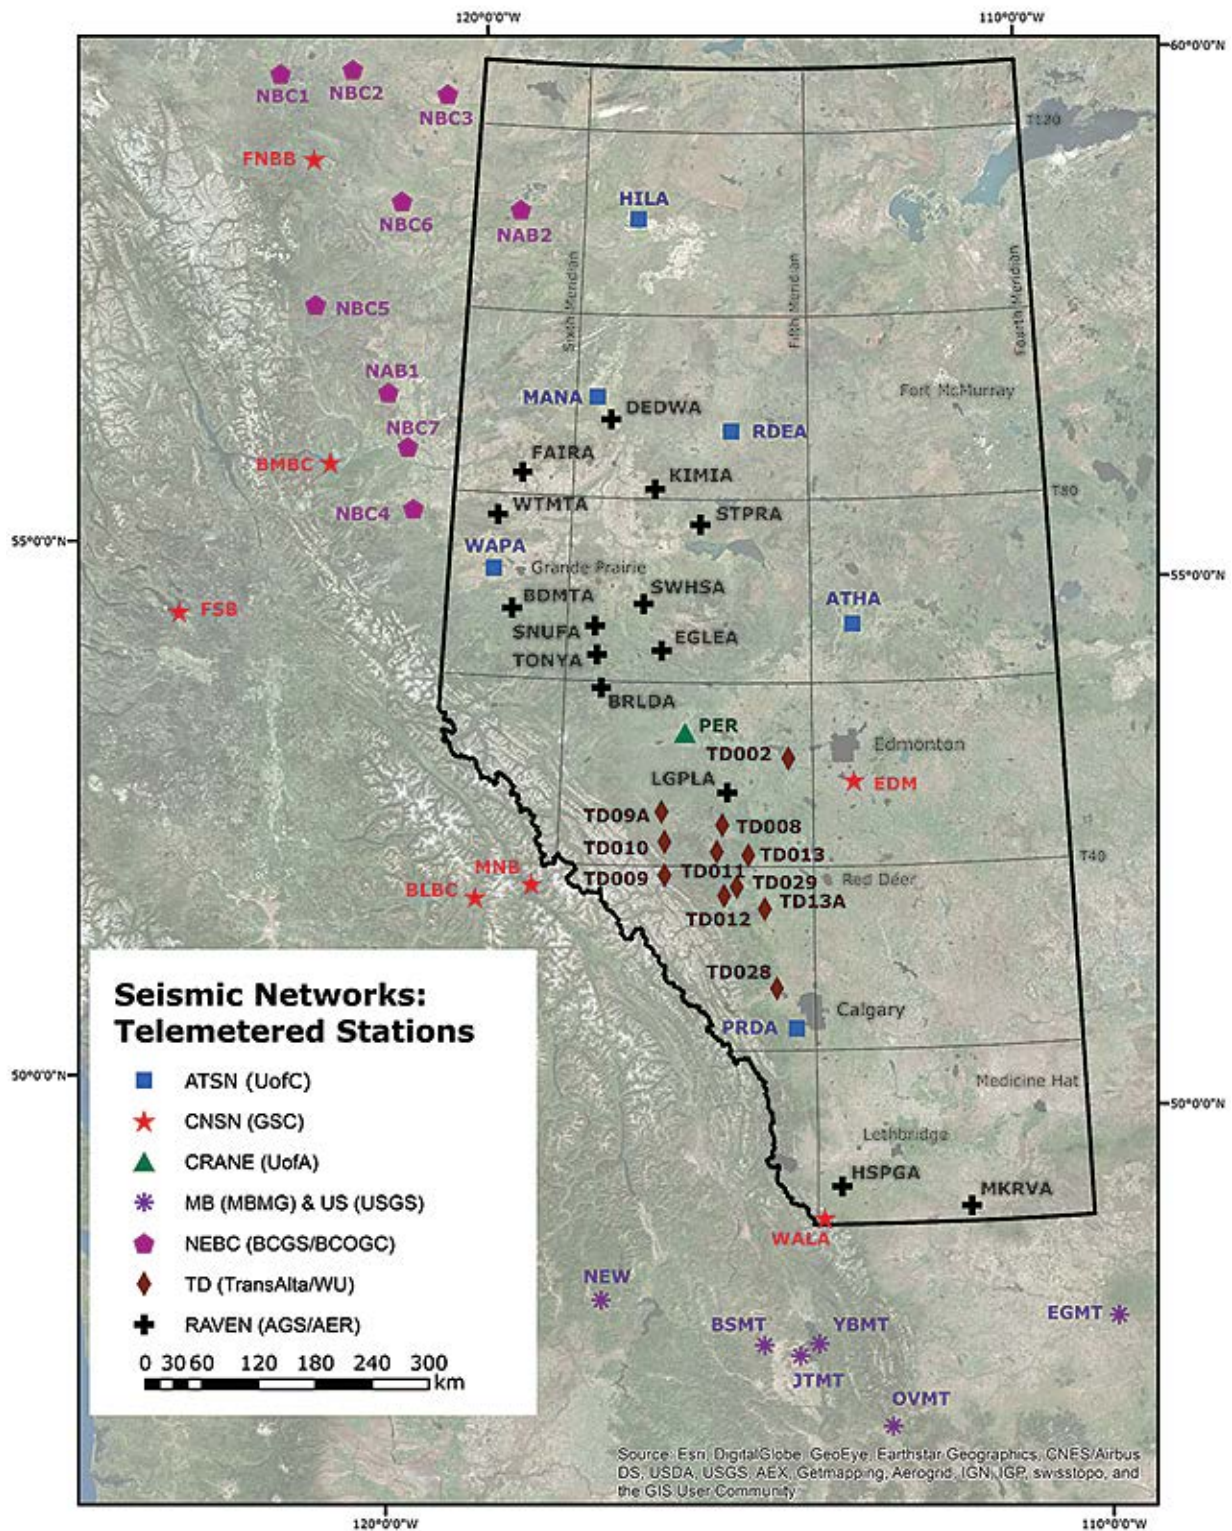 120°0'0"W
110°0'0"W
60°0'0"N
NBC1
NBC2
NBC3
T120
FNBB
HILA
NBC6
NAB2
Sixth Meridian
Fifth Meridian
Fourth Meridian
NBC5
NAB1
MANA
DEDWA
Fort McMurray
NBC7
RDEA
BMBC
FAIRA
KIMIA
T80
NBC4
WTMTA
STPRA
55°0'0"N
WAPA
Grande Prairie
55°0'0"N
FSB
BDMTA
SWHSA
ATHA
SNUFA
EGLEA
TONYA
BRLDA
PER
TD002
Edmonton
LGPLA
EDM
TD09A
TD008
TD010
TD013
T40
MNB
TD011
TD009
TD029
Red Deer
BLBC
TD012
TD13A
TD028
Calgary
PRDA
50°0'0"N
Medicine Hat
50°0'0"N
Lethbridge
HSPGA
MKRVA
WALA
NEW
EGMT
BSMT
YBMT
JTMT
OVMT
Seismic Networks:
Telemetered Stations
ATSN (UofC)
CNSN (GSC)
CRANE (UofA)
MB (MBMG) & US (USGS)
NEBC (BCGS/BCOGC)
TD (TransAlta/WU)
RAVEN (AGS/AER)
0 30 60 120 180 240 300
km
Source: Esri, DigitalGlobe, GeoEye, Earthstar Geographics, CNES/Airbus
DS, USDA, USGS, AEX, Getmapping, Aerogrid, IGN, IGP, swisstopo, and
the GIS User Community
120°0'0"W
110°0'0"W